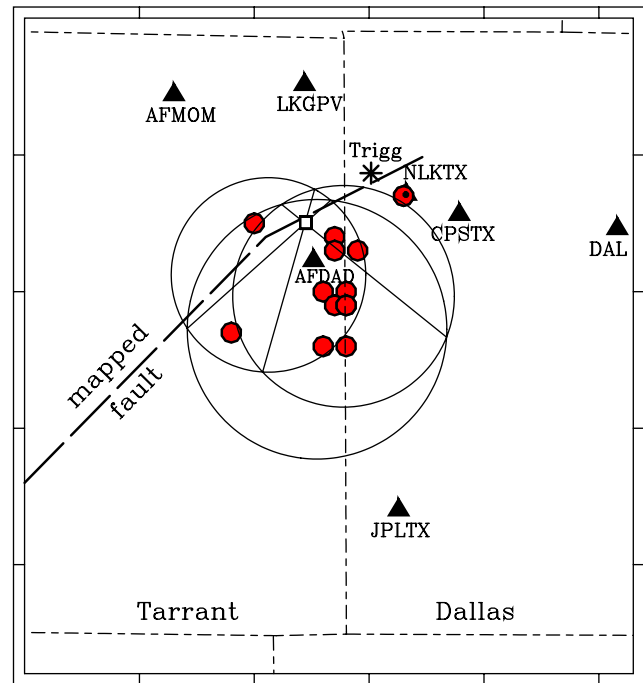 LKGPV
AFMOM
Trigg
NLKTX
CPSTX
DAL
AFDAD
mapped
fault
JPLTX
Tarrant
Dallas